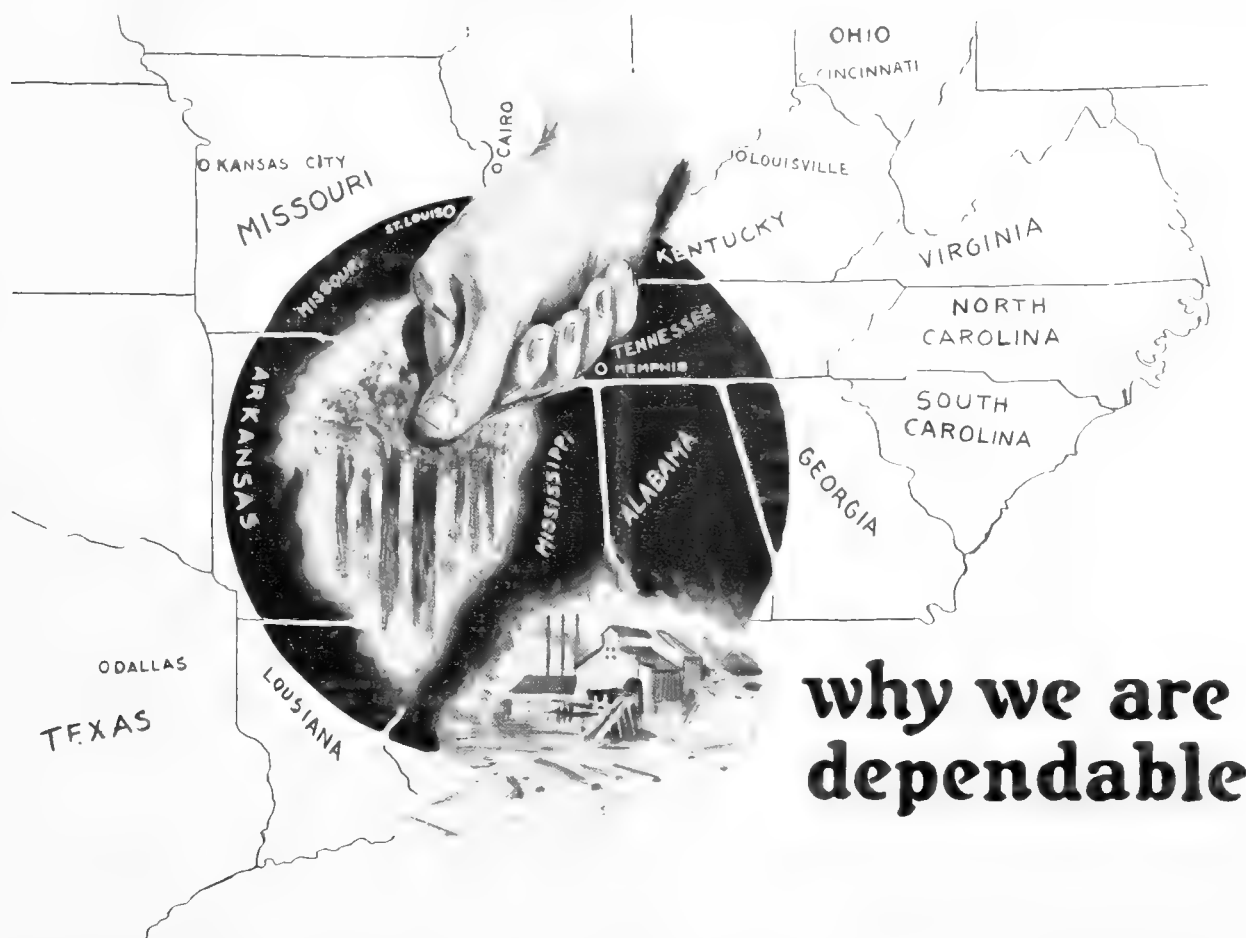 OHIO
CINCINNATI
CAIRO
KANSAS CITY
LOUISVILLE
MISSOURI
ST. LOUIS
KENTUCKY
VIRGINIA
MISSOURI
NORTH
CAROLINA
TENNESSEE
MEMPHIS
ARKANSAS
SOUTH
CAROLINA
MISSISSIPPI
ALABAMA
GEORGIA
DALLAS
TEXAS
LOUSIANA
why we are
dependable